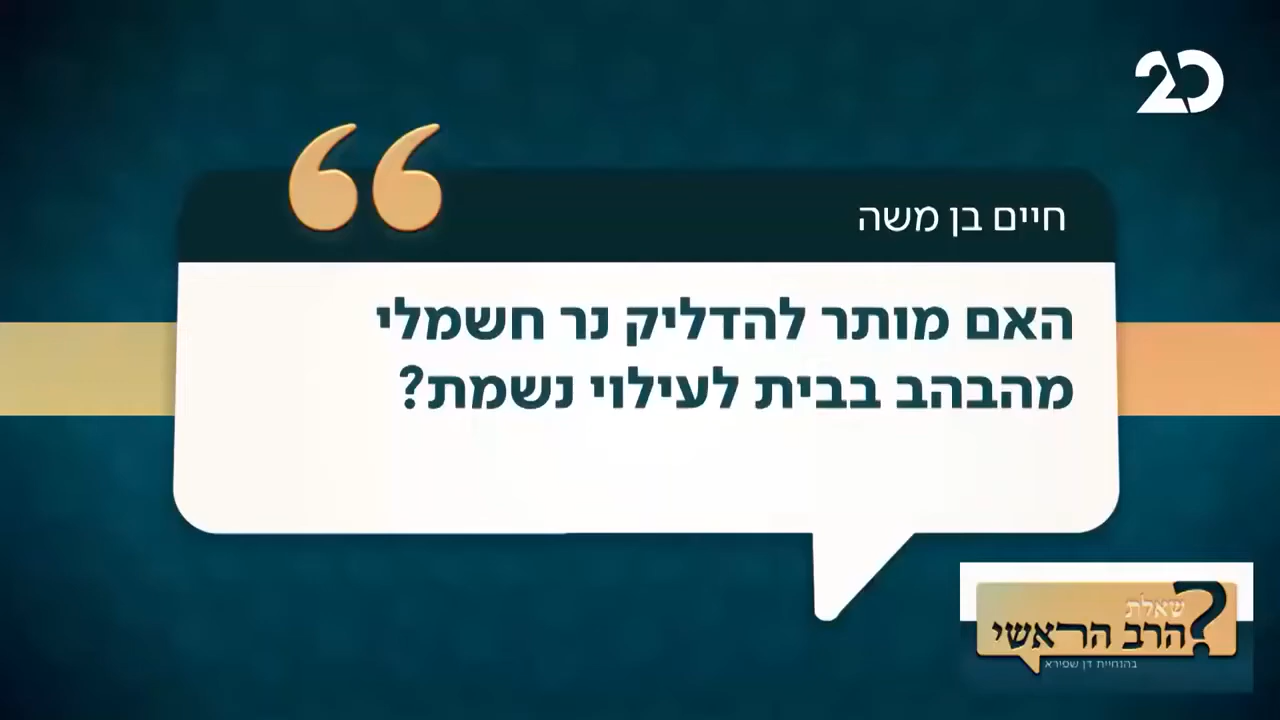 20
חיים בן משה
האם מותר להדליק נר חשמלי
מהבהב בבית לעילוי נשמת?
שאלת
הרב הראשי?
בהנחיית דן שפירא